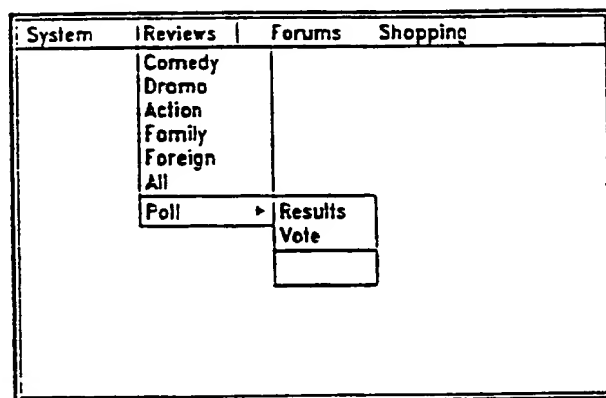 System Reviews Forums Shopping
Comedy
Drama
Action
Family
Foreign
All
Poll ► Results
Vote